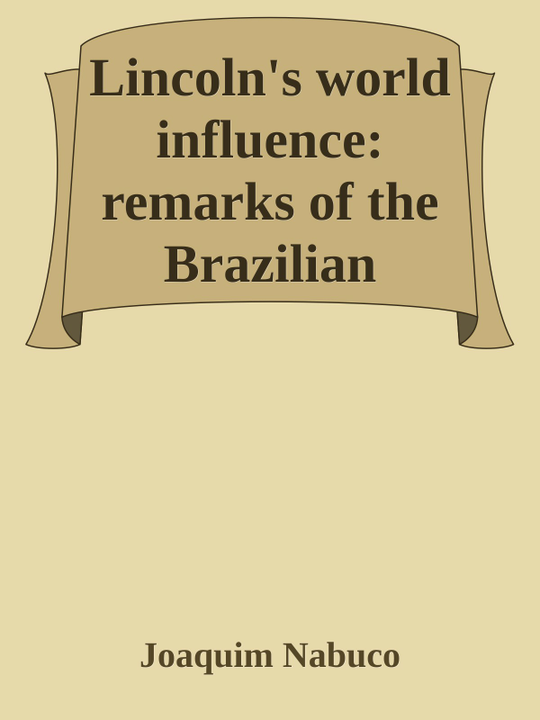 Lincoln's world
influence:
remarks of the
Brazilian
Joaquim Nabuco